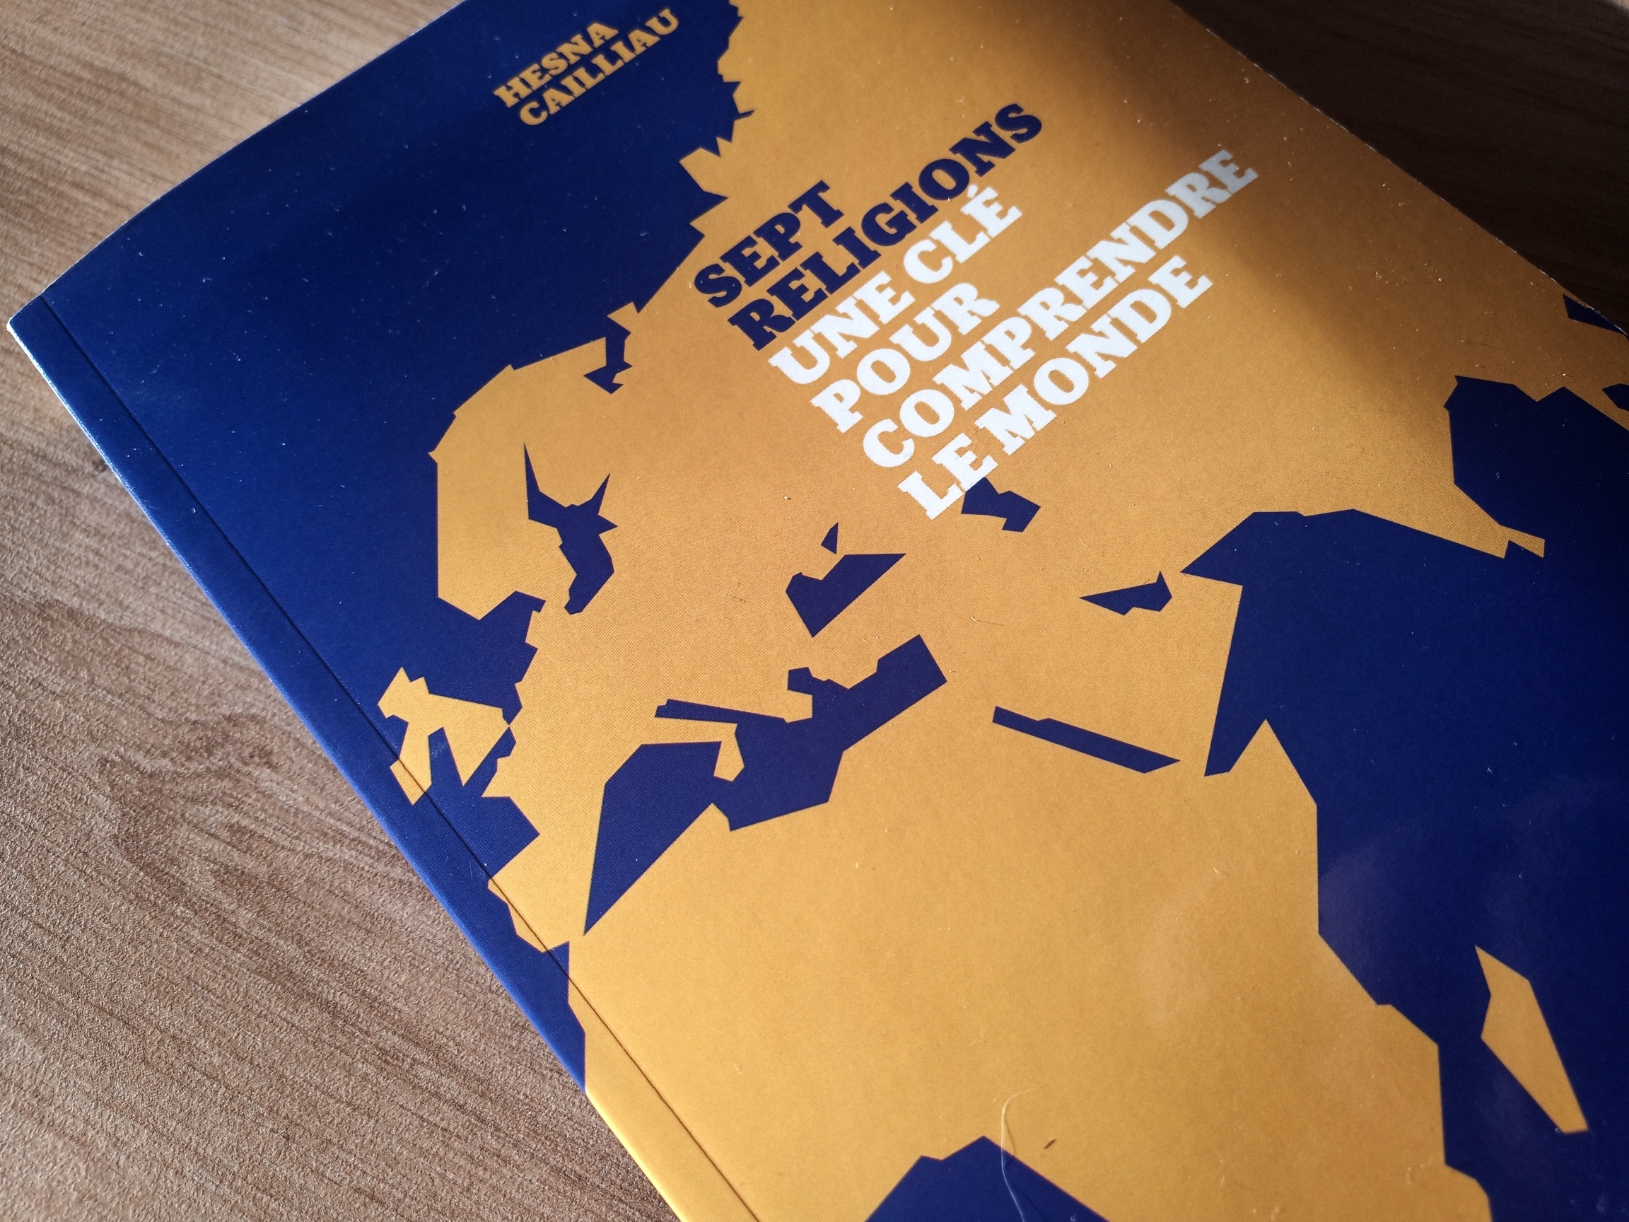 HESNA
CAILLIAU
SEPT
RELIGIONS
UNE CLÉ
POUR
COMPRENDRE
LE MONDE